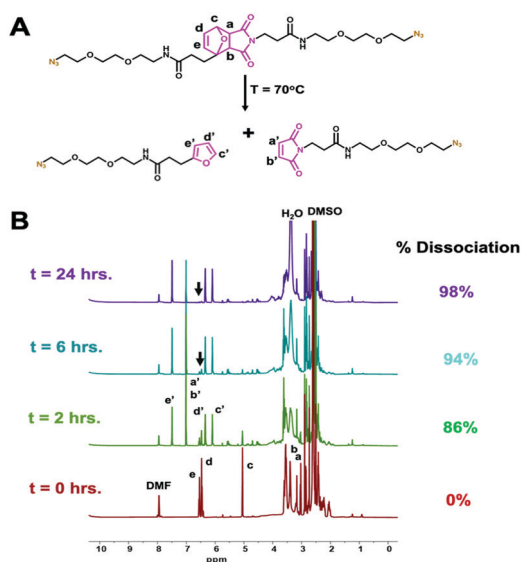 A
c
d
a
e
b
O
O
O
N
N₃
O
O
H
N
O
O
N
H
O
O
N₃
T = 70°C
+
N₃
O
O
H
N
O
e'
d'
c'
O
a'
b'
O
O
N
O
N
H
O
O
N₃
B
H₂O
DMSO
% Dissociation
t = 24 hrs.
98%
t = 6 hrs.
94%
a'
b'
e'
d'
c'
t = 2 hrs.
86%
DMF
e
d
c
b
a
t = 0 hrs.
0%
10 9 8 7 6 5 4 3 2 1 0
ppm